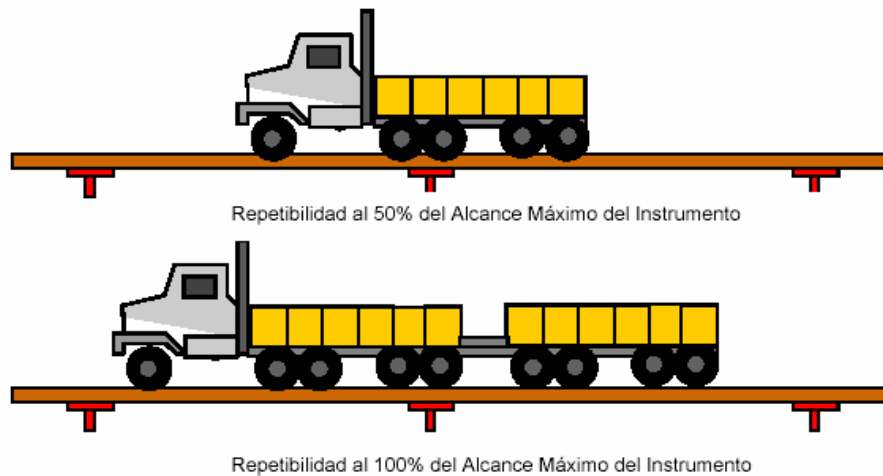 Repetibilidad al 50% del Alcance Máximo del Instrumento
Repetibilidad al 100% del Alcance Máximo del Instrumento